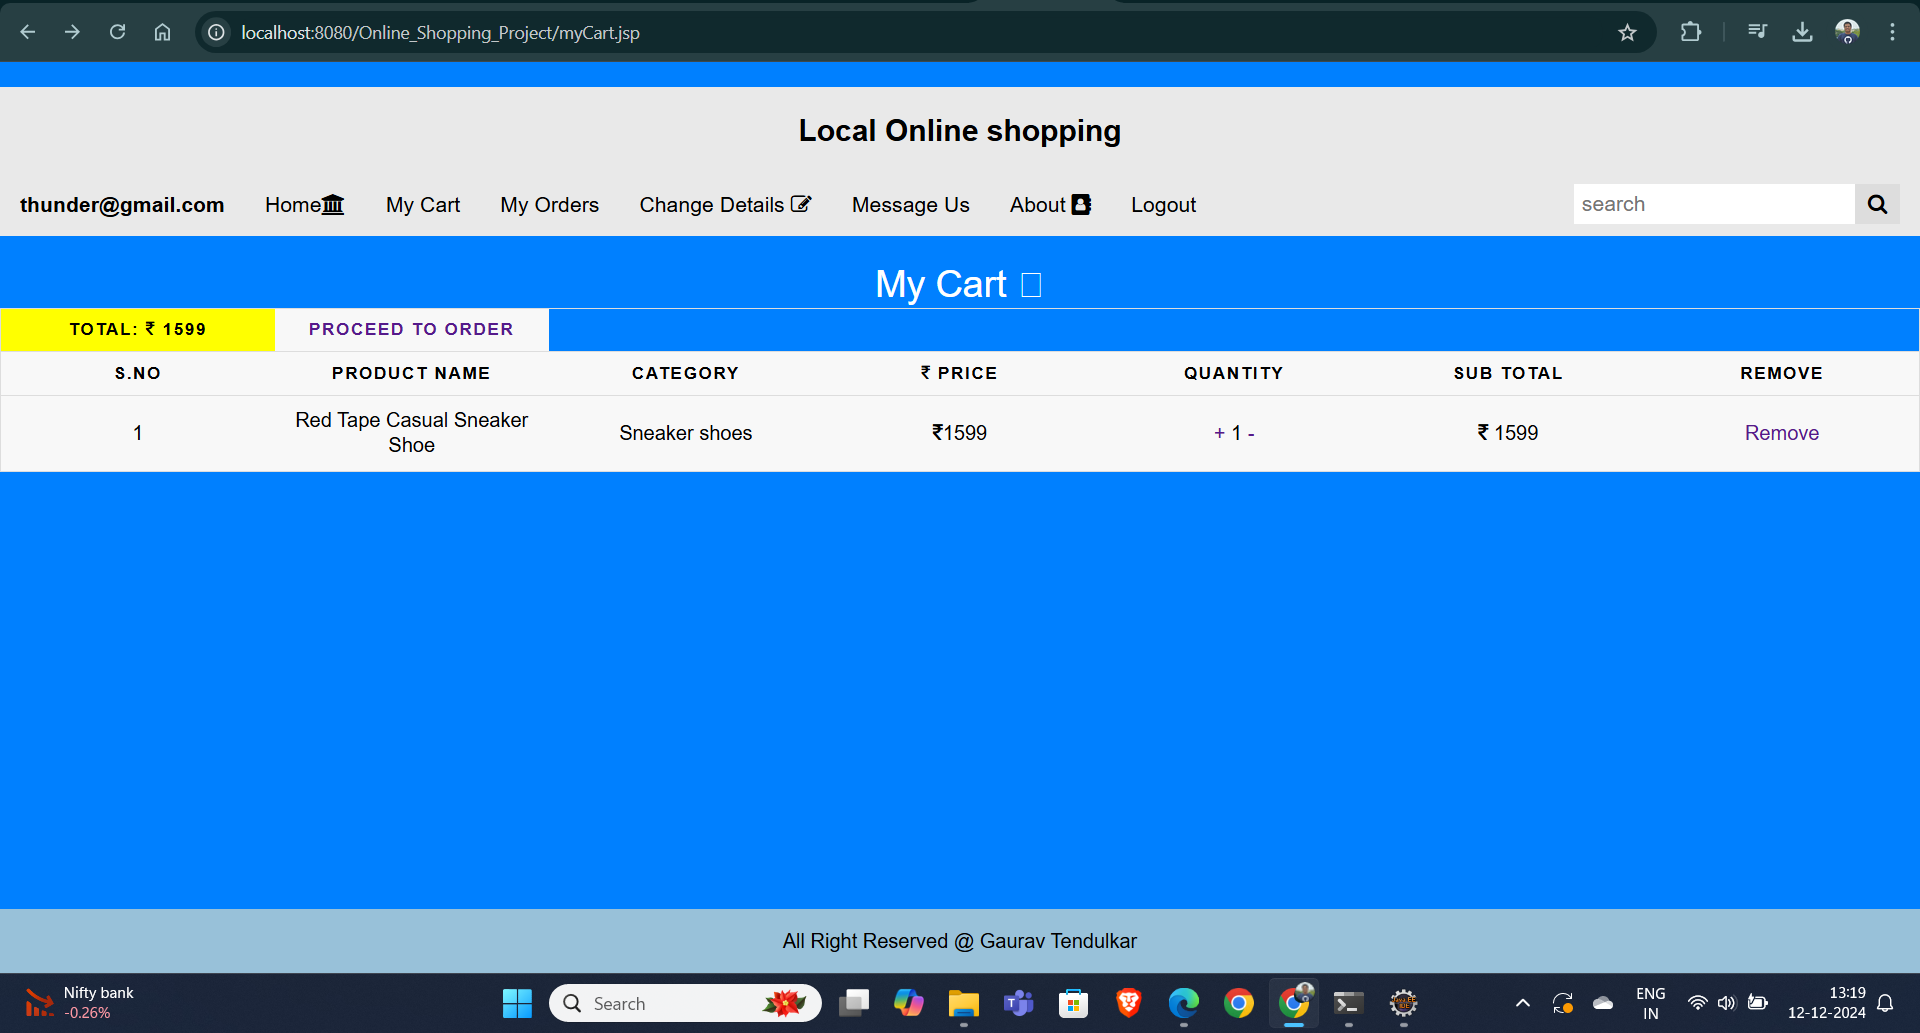 localhost:8080/Online_Shopping_Project/myCart.jsp
Local Online shopping
thunder@gmail.com Home My Cart My Orders Change Details Message Us About Logout search
My Cart
TOTAL: ₹ 1599 PROCEED TO ORDER
S.NO PRODUCT NAME CATEGORY ₹ PRICE QUANTITY SUB TOTAL REMOVE
1 Red Tape Casual Sneaker Sneaker shoes ₹1599 + 1 - ₹ 1599 Remove
Shoe
All Right Reserved @ Gaurav Tendulkar
Nifty bank
-0.26%
Search
ENG
IN
13:19
12-12-2024